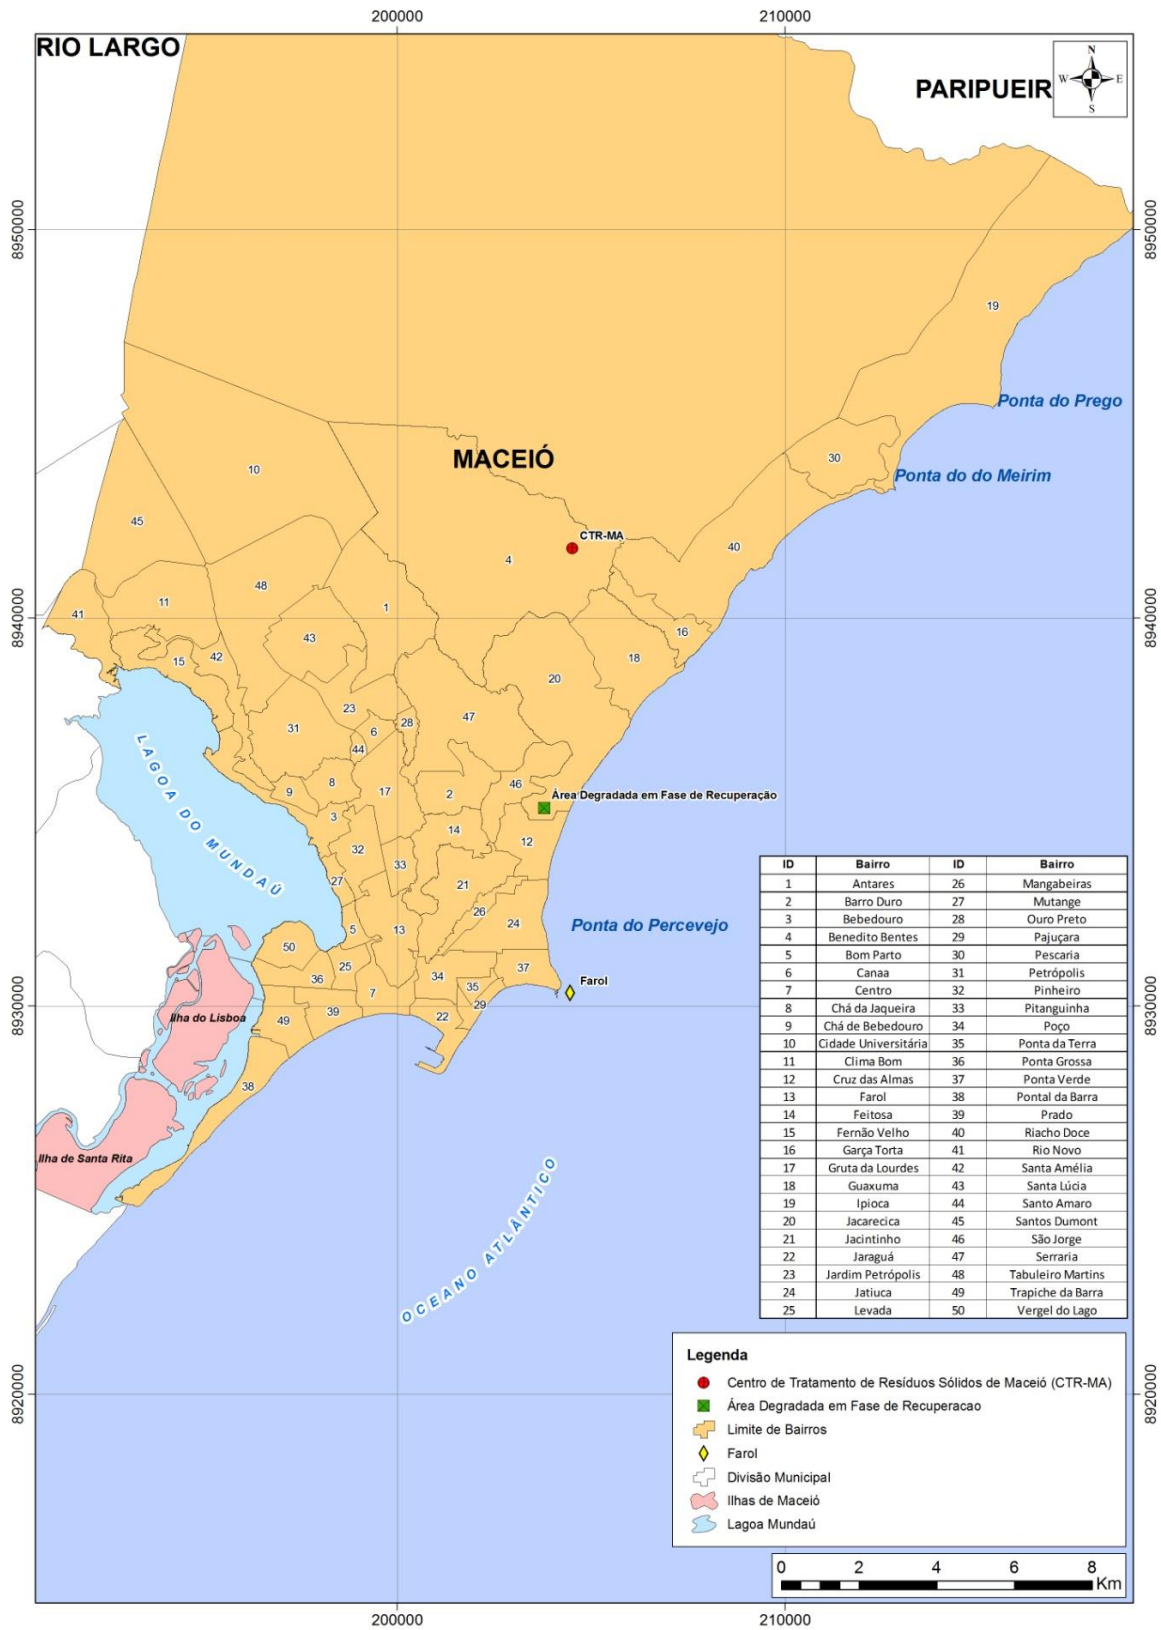 200000
210000
RIO LARGO
PARIPUEIR
N
W
E
S
8950000
8950000
19
Ponta do Prego
MACEIÓ
10
30
Ponta do do Meirim
45
CTR-MA
4
40
48
11
1
41
8940000
8940000
43
16
15
42
18
20
23
47
28
31
6
44
8
46
9
17
2
Área Degradada em Fase de Recuperação
3
14
12
32
33
27
21
26
LAGOA DO MUNDAÚ
5
13
24
Ponta do Percevejo
50
25
34
37
36
35
Farol
7
29
8930000
8930000
Ilha do Lisboa
49
39
22
38
Ilha de Santa Rita
OCEANO ATLÂNTICO
ID Bairro ID Bairro
1 Antares 26 Mangabeiras
2 Barro Duro 27 Mutange
3 Bebedouro 28 Ouro Preto
4 Benedito Bentes 29 Pajuçara
5 Bom Parto 30 Pescaria
6 Canaa 31 Petrópolis
7 Centro 32 Pinheiro
8 Chá da Jaqueira 33 Pitanguinha
9 Chá de Bebedouro 34 Poço
10 Cidade Universitária 35 Ponta da Terra
11 Clima Bom 36 Ponta Grossa
12 Cruz das Almas 37 Ponta Verde
13 Farol 38 Pontal da Barra
14 Feitosa 39 Prado
15 Fernão Velho 40 Riacho Doce
16 Garça Torta 41 Rio Novo
17 Gruta da Lourdes 42 Santa Amélia
18 Guaxuma 43 Santa Lúcia
19 Ipioca 44 Santo Amaro
20 Jacarecica 45 Santos Dumont
21 Jacintinho 46 São Jorge
22 Jaraguá 47 Serraria
23 Jardim Petrópolis 48 Tabuleiro Martins
24 Jatiuca 49 Trapiche da Barra
25 Levada 50 Vergel do Lago
Legenda
Centro de Tratamento de Resíduos Sólidos de Maceió (CTR-MA)
Área Degradada em Fase de Recuperacao
Limite de Bairros
Farol
Divisão Municipal
Ilhas de Maceió
Lagoa Mundaú
8920000
8920000
0 2 4 6 8
Km
200000
210000